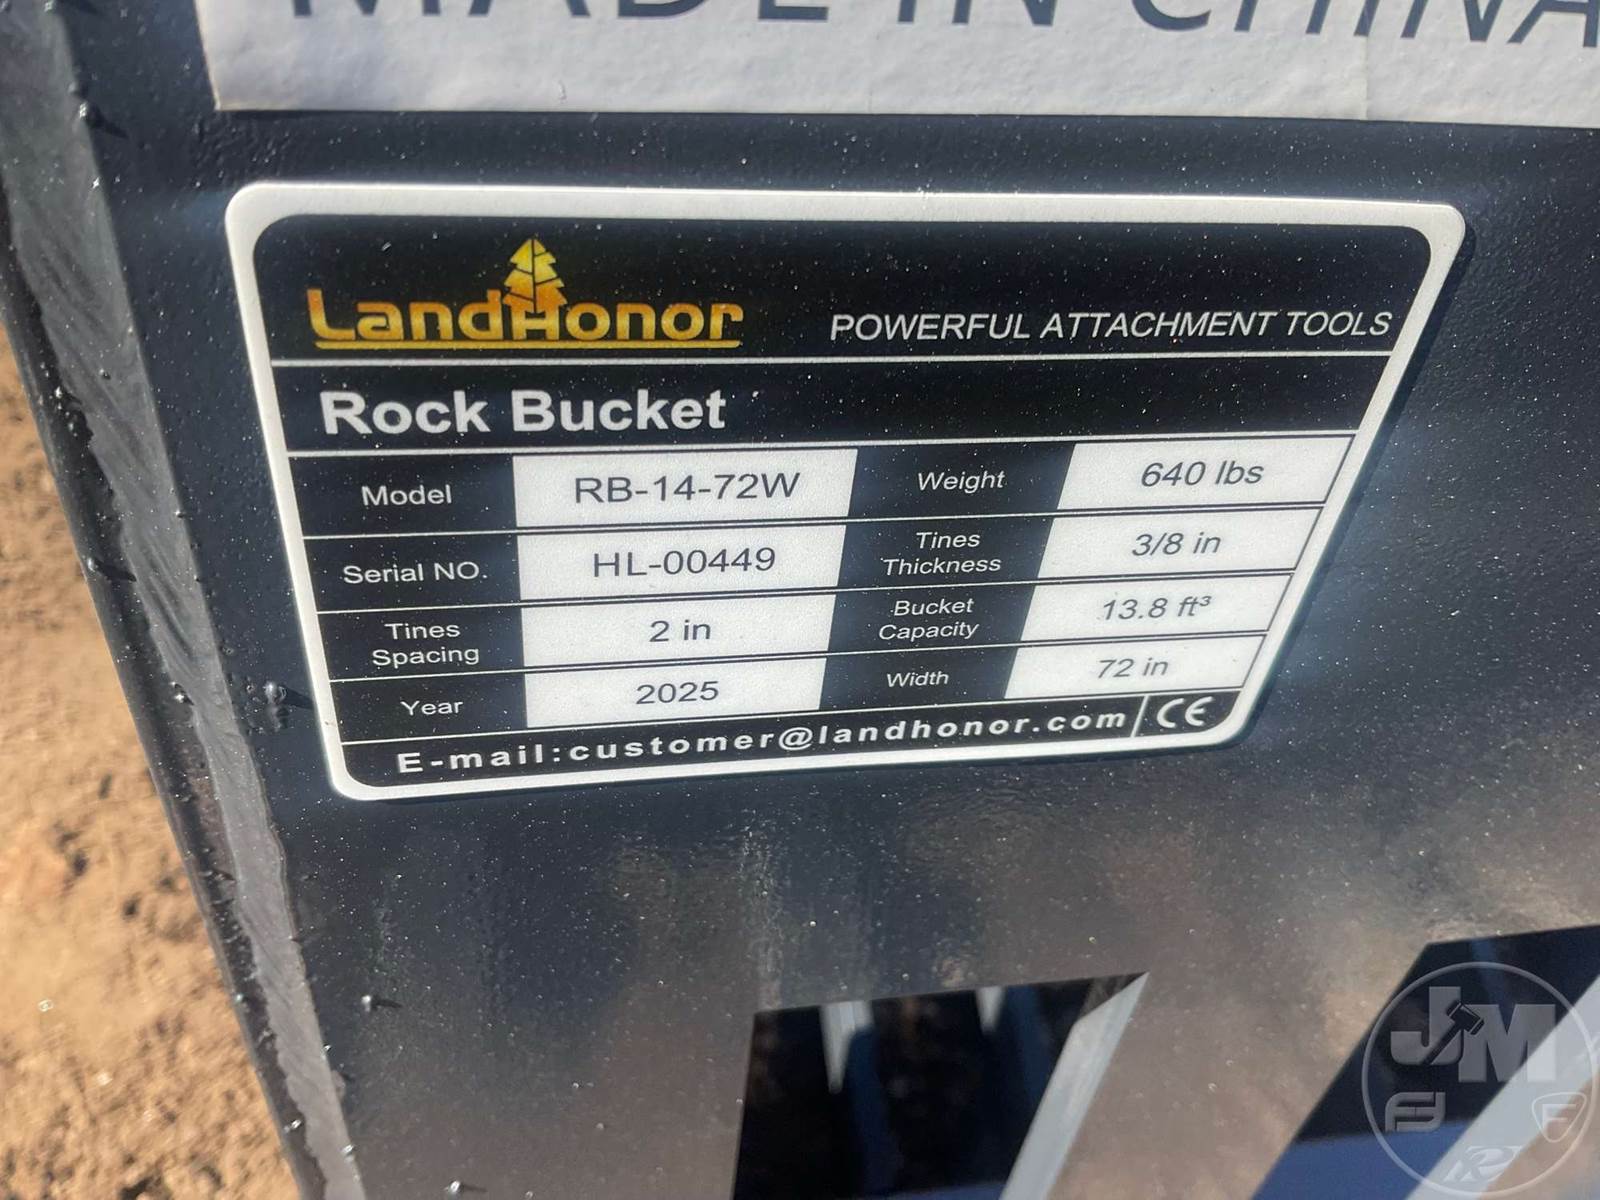 MADE IN CHINA
LandHonor
POWERFUL ATTACHMENT TOOLS
Rock Bucket
Model RB-14-72W Weight 640 lbs
Serial NO. HL-00449 Tines Thickness 3/8 in
Tines Spacing 2 in Bucket Capacity 13.8 ft³
Year 2025 Width 72 in
E-mail:customer@landhonor.com CE
JM